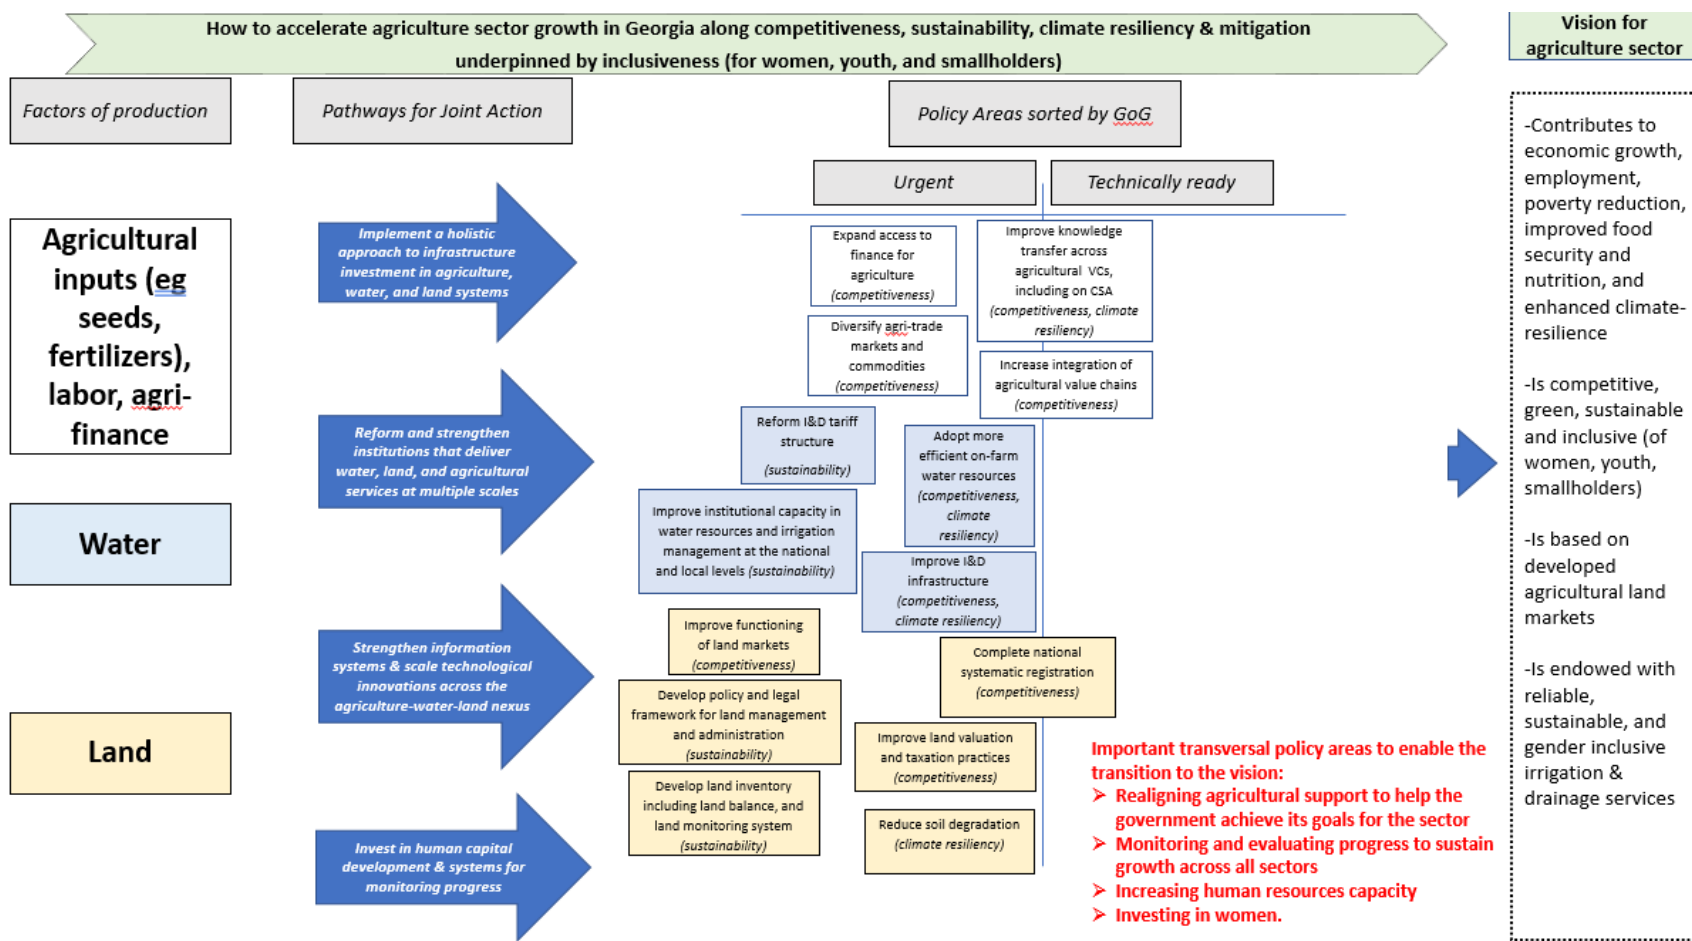 How to accelerate agriculture sector growth in Georgia along competitiveness, sustainability, climate resiliency & mitigation
underpinned by inclusiveness (for women, youth, and smallholders)
Vision for
agriculture sector
Factors of production
Pathways for Joint Action
Policy Areas sorted by GoG
Urgent
Technically ready
Agricultural
inputs (eg
seeds,
fertilizers),
labor, agri-
finance
Water
Land
Implement a holistic
approach to infrastructure
investment in agriculture,
water, and land systems
Reform and strengthen
institutions that deliver
water, land, and agricultural
services at multiple scales
Strengthen information
systems & scale technological
innovations across the
agriculture-water-land nexus
Invest in human capital
development & systems for
monitoring progress
Expand access to
finance for
agriculture
(competitiveness)
Improve knowledge
transfer across
agricultural VCs,
including on CSA
(competitiveness, climate
resiliency)
Diversify agri-trade
markets and
commodities
(competitiveness)
Increase integration of
agricultural value chains
(competitiveness)
Reform I&D tariff
structure
(sustainability)
Adopt more
efficient on-farm
water resources
(competitiveness,
climate
resiliency)
Improve institutional capacity in
water resources and irrigation
management at the national
and local levels (sustainability)
Improve I&D
infrastructure
(competitiveness,
climate resiliency)
Improve functioning
of land markets
(competitiveness)
Complete national
systematic registration
(competitiveness)
Develop policy and legal
framework for land management
and administration
(sustainability)
Improve land valuation
and taxation practices
(competitiveness)
Develop land inventory
including land balance, and
land monitoring system
(sustainability)
Reduce soil degradation
(climate resiliency)
Important transversal policy areas to enable the
transition to the vision:
➢ Realigning agricultural support to help the
government achieve its goals for the sector
➢ Monitoring and evaluating progress to sustain
growth across all sectors
➢ Increasing human resources capacity
➢ Investing in women.
-Contributes to
economic growth,
employment,
poverty reduction,
improved food
security and
nutrition, and
enhanced climate-
resilience
-Is competitive,
green, sustainable
and inclusive (of
women, youth,
smallholders)
-Is based on
developed
agricultural land
markets
-Is endowed with
reliable,
sustainable, and
gender inclusive
irrigation &
drainage services